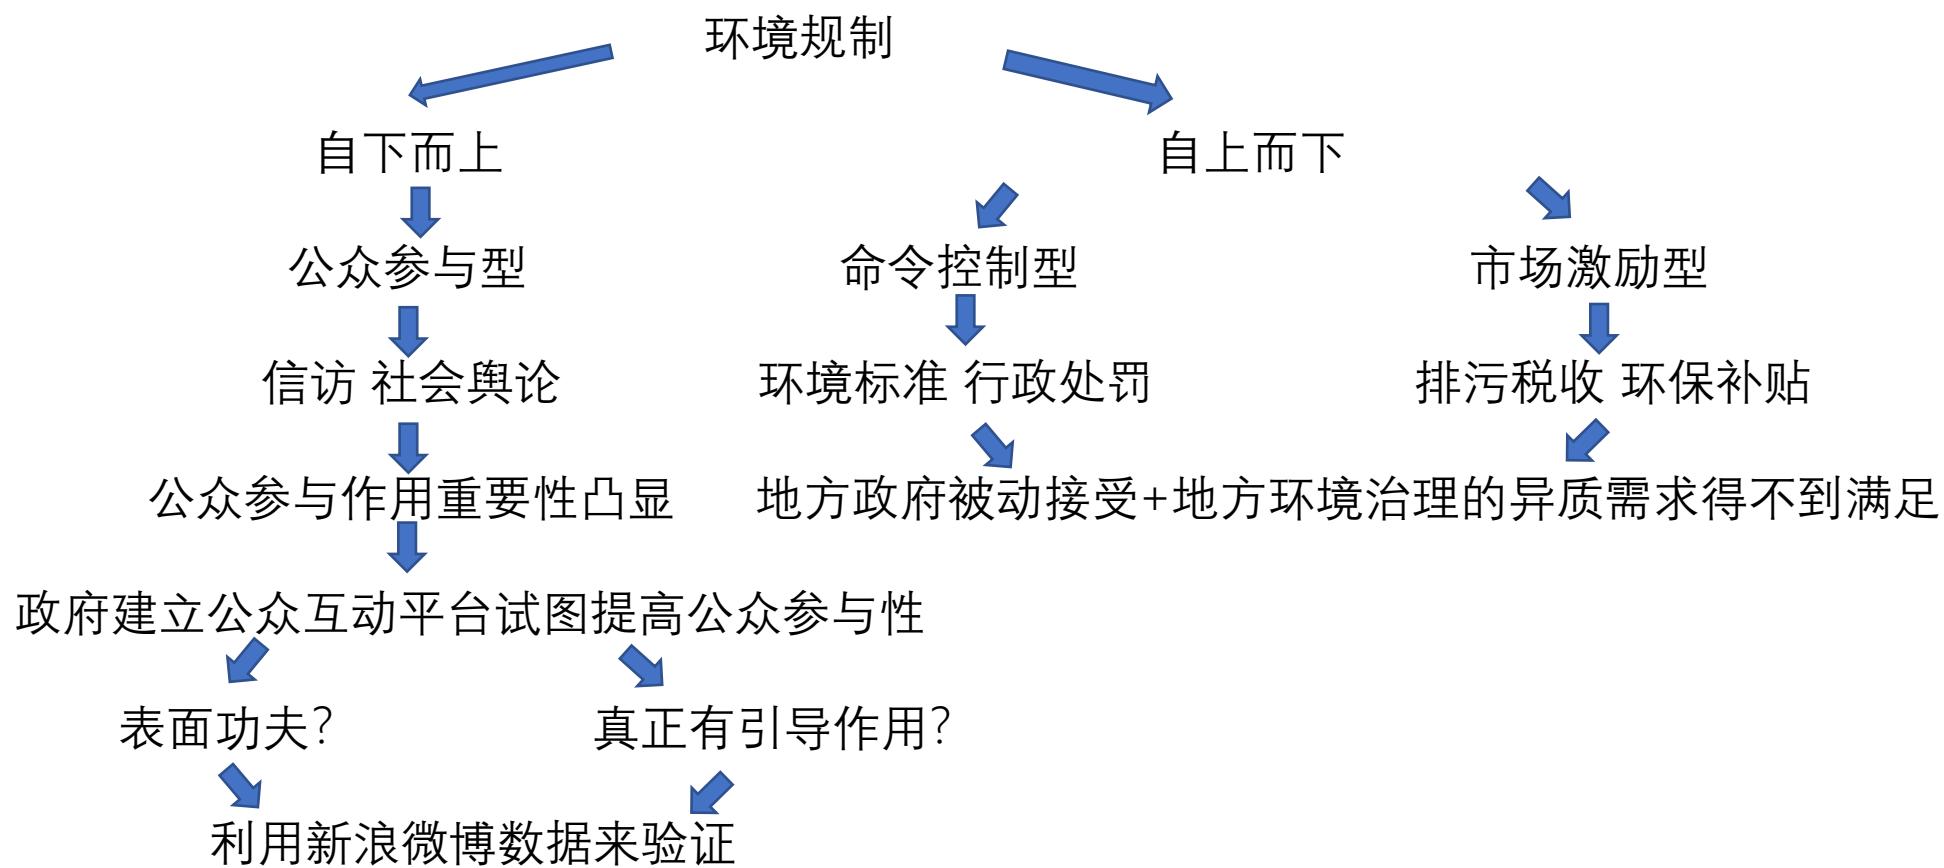 环境规制
自下而上
自上而下
公众参与型
命令控制型
市场激励型
信访 社会舆论
环境标准 行政处罚
排污税收 环保补贴
公众参与作用重要性凸显
地方政府被动接受+地方环境治理的异质需求得不到满足
政府建立公众互动平台试图提高公众参与性
表面功夫?
真正有引导作用?
利用新浪微博数据来验证